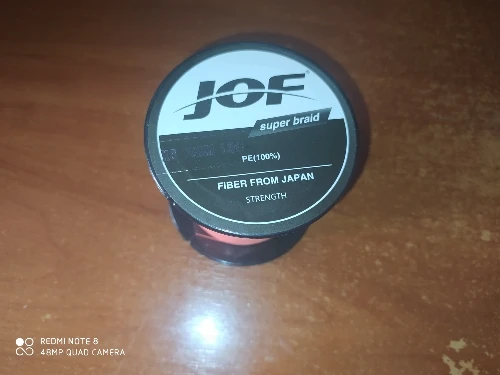 JOF
super braid
PE(100%)
FIBER FROM JAPAN
STRENGTH
REDMI NOTE 8
48MP QUAD CAMERA